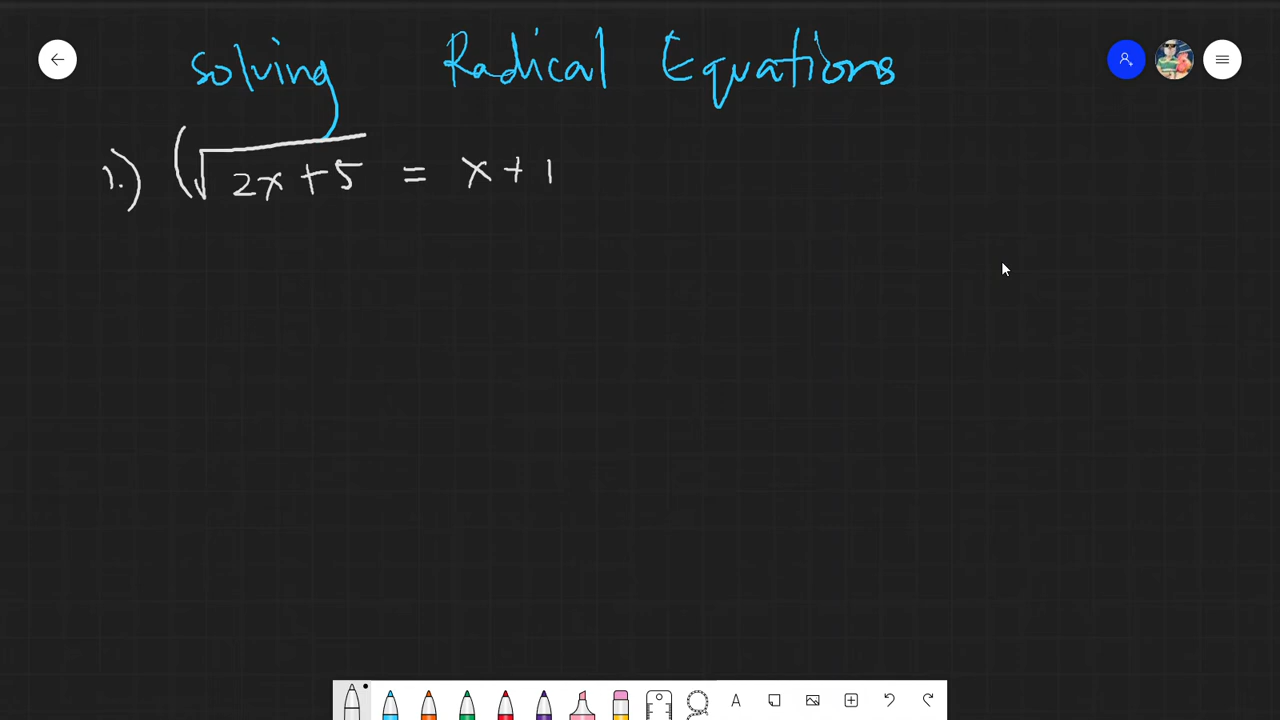 solving Radical Equations
1.) (√2x+5 = x+1